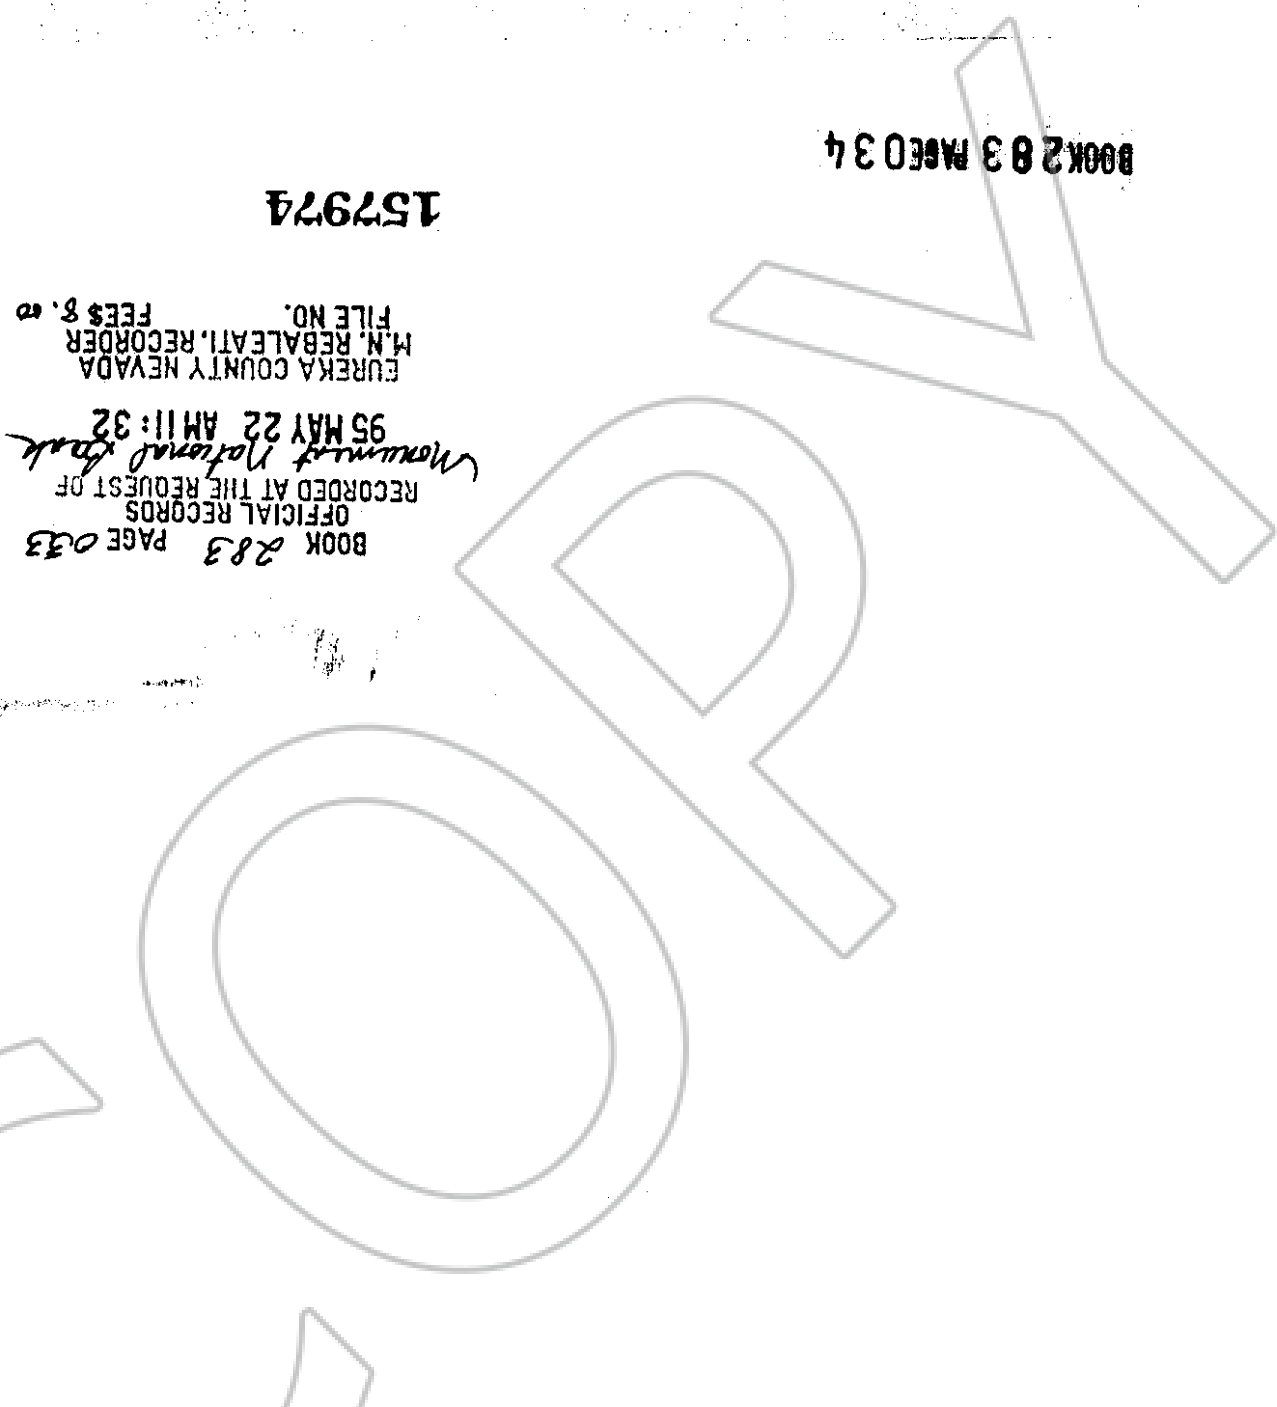 BOOK 283 PAGE 033
OFFICIAL RECORDS
RECORDED AT THE REQUEST OF
Monument National Bank
95 MAY 22 AM 11:32
EUREKA COUNTY NEVADA
M.N. REBALEATI, RECORDER
FILE NO. FEE$ 8.00
157974
BOOK 283 PAGE 034
COPY